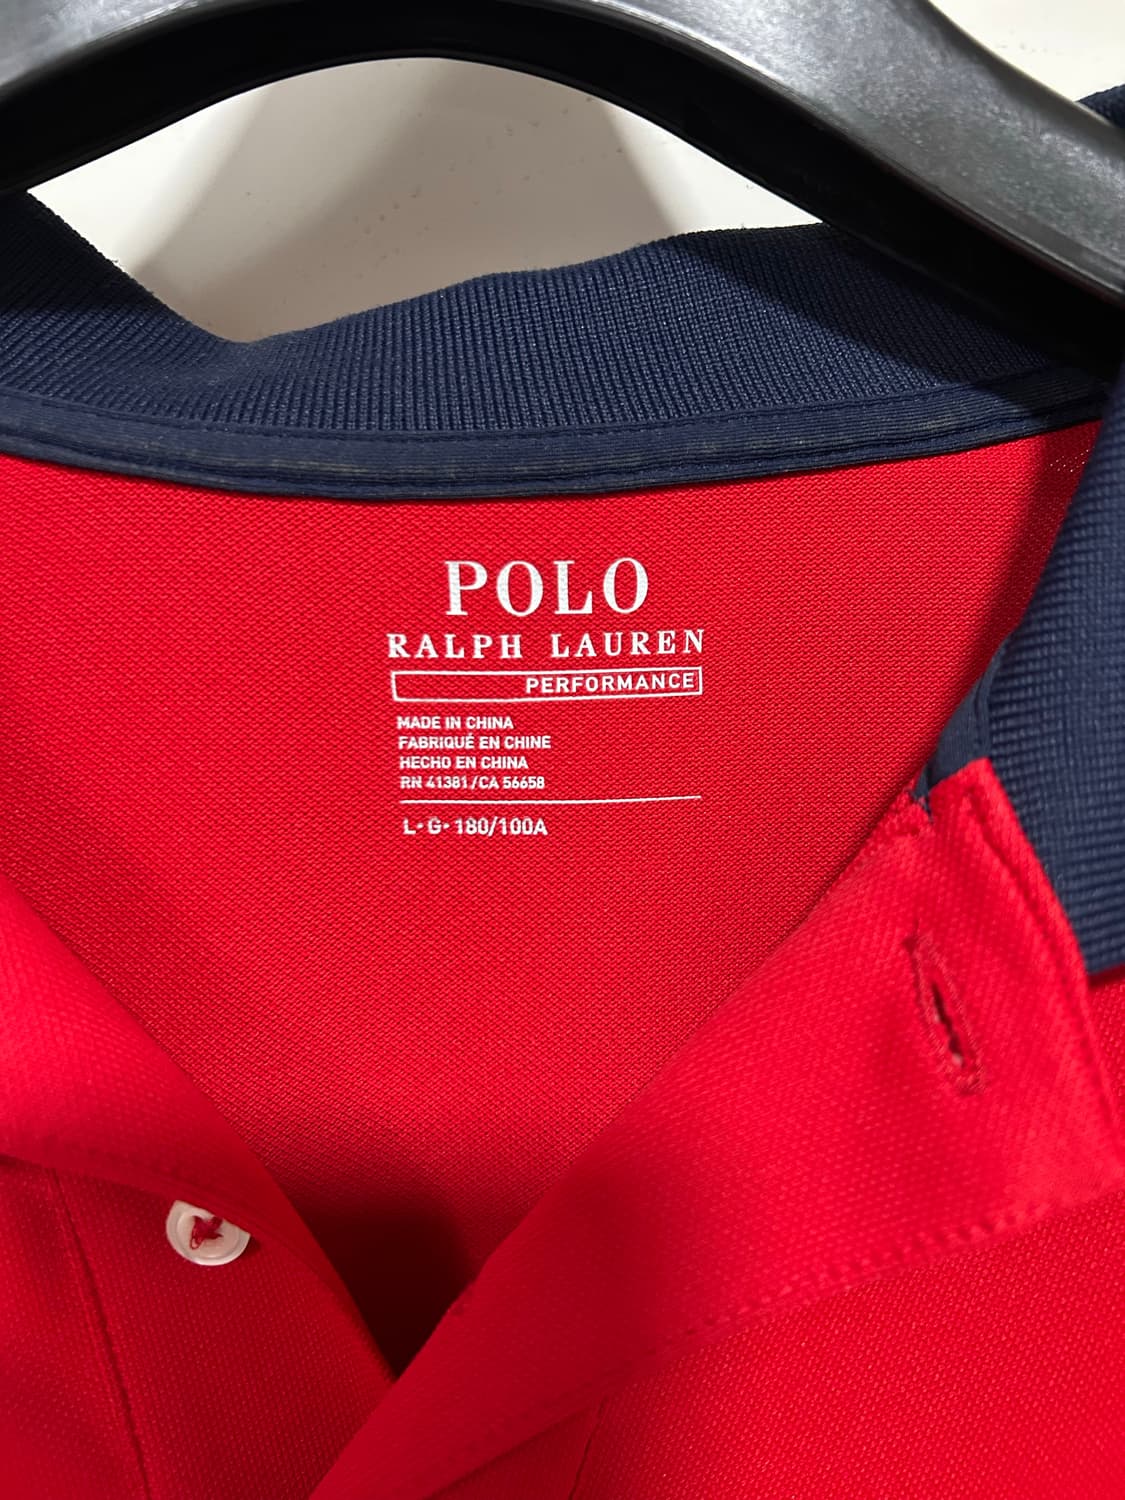 POLO
RALPH LAUREN
PERFORMANCE
MADE IN CHINA
FABRIQUÉ EN CHINE
HECHO EN CHINA
RN 41381/CA 56658
L•G•180/100A